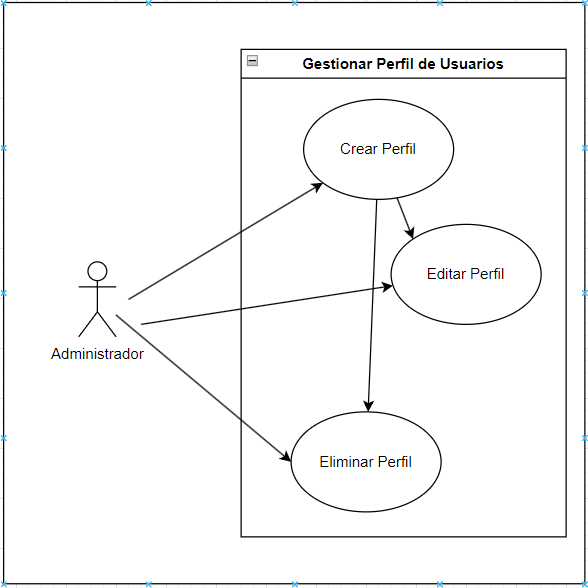 Gestionar Perfil de Usuarios
Crear Perfil
Editar Perfil
Administrador
Eliminar Perfil